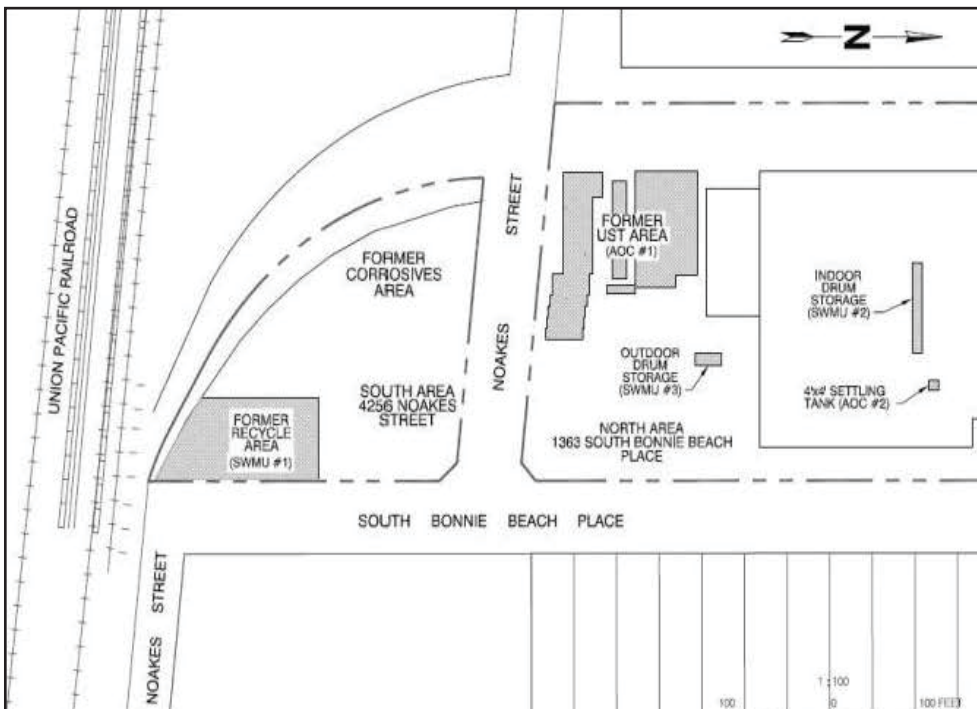 N
UNION PACIFIC RAILROAD
FORMER
CORROSIVES
AREA
SOUTH AREA
4256 NOAKES
STREET
FORMER
RECYCLE
AREA
(SWMU #1)
NOAKES STREET
FORMER
UST AREA
(AOC #1)
OUTDOOR
DRUM
STORAGE
(SWMU #3)
NORTH AREA
1363 SOUTH BONNIE BEACH
PLACE
INDOOR
DRUM
STORAGE
(SWMU #2)
SETTLING
TANK (AOC #2)
SOUTH BONNIE BEACH PLACE
NOAKES STREET
1:100
100 0 100 FEET